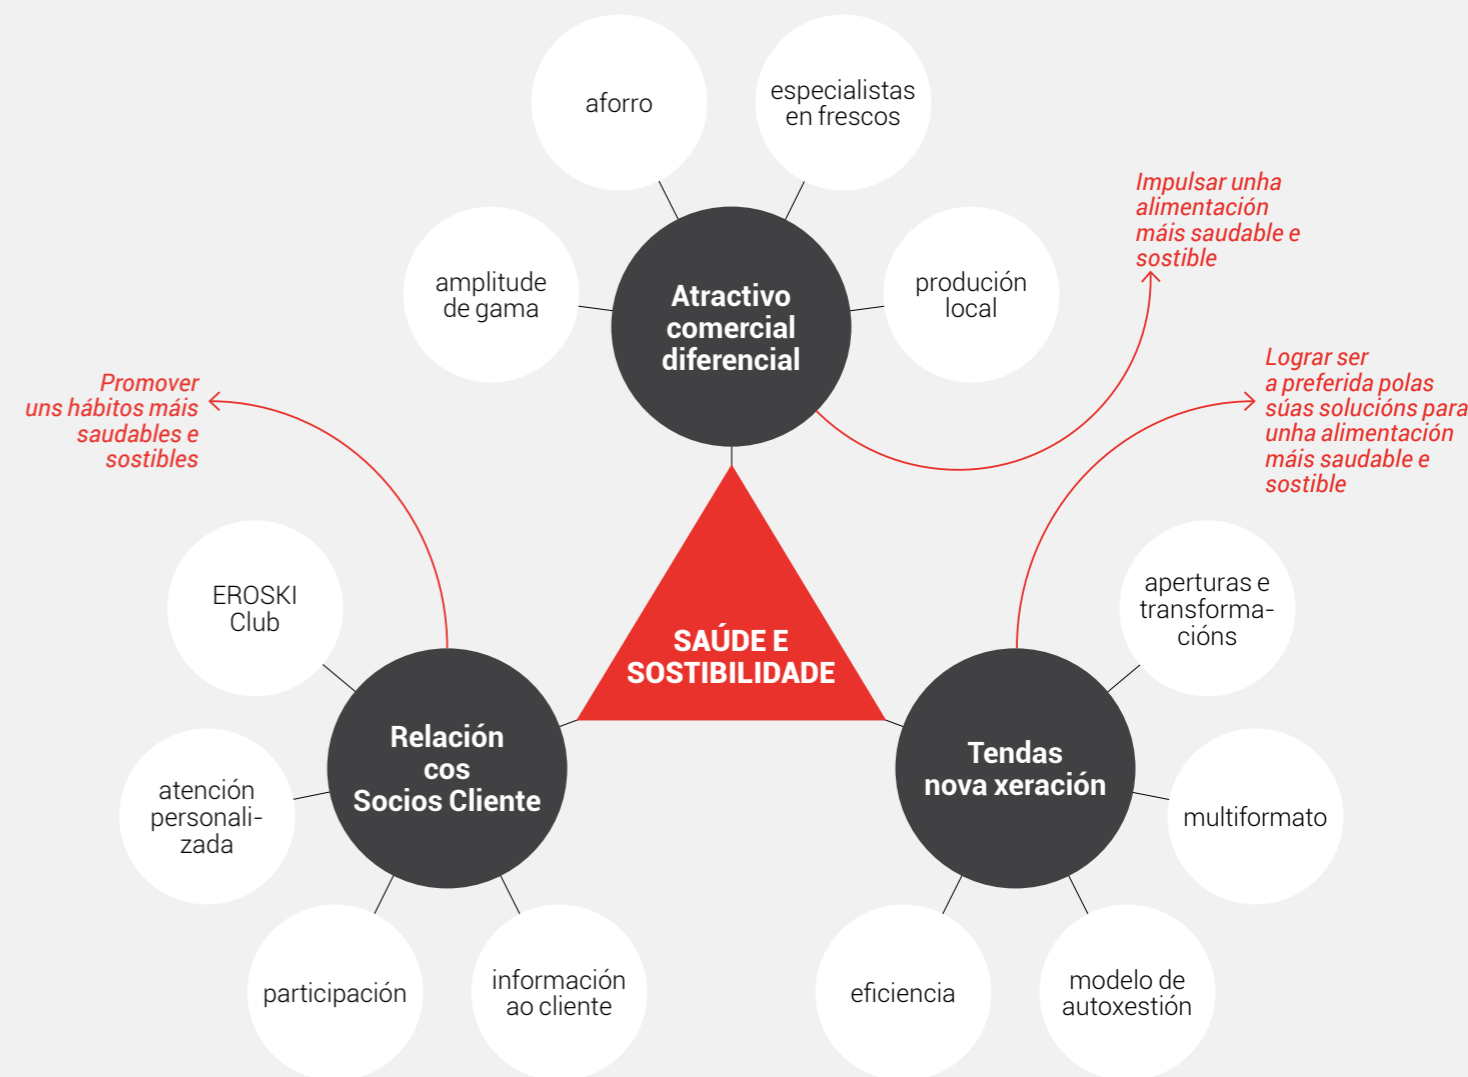 aforro
especialistas
en frescos
amplitude
de gama
Atractivo
comercial
diferencial
produción
local
Impulsar unha
alimentación
máis saudable e
sostible
Lograr ser
a preferida polas
súas solucións para
unha alimentación
máis saudable e
sostible
Promover
uns hábitos máis
saudables e
sostibles
SAÚDE E
SOSTIBILIDADE
EROSKI
Club
Relación
cos
Socios Cliente
atención
personali-
zada
participación
información
ao cliente
aperturas e
transforma-
cións
Tendas
nova xeración
multiformato
eficiencia
modelo de
autoxestión